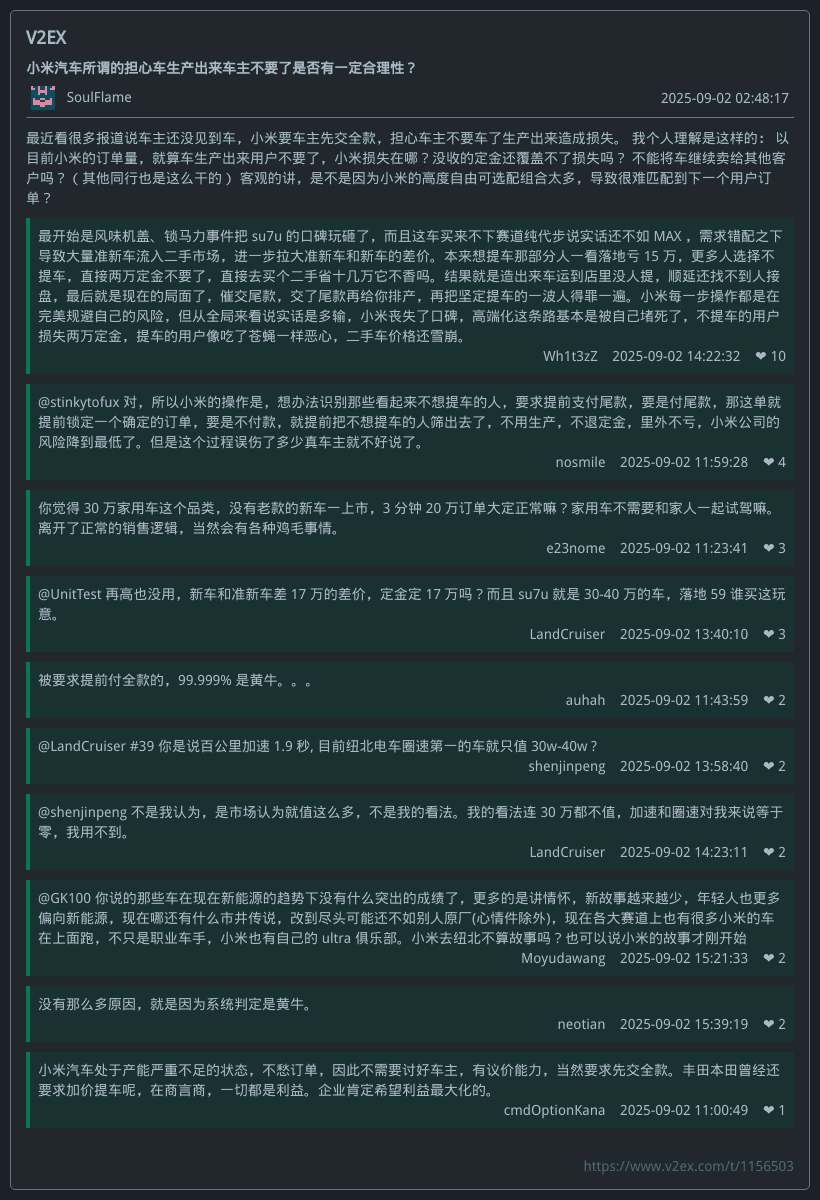 V2EX
小米汽车所谓的担心车生产出来车主不要了是否有一定合理性？
SoulFlame
2025-09-02 02:48:17
最近看很多报道说车主还没见到车，小米要车主先交全款，担心车主不要车了生产出来造成损失。 我个人理解是这样的： 以
目前小米的订单量，就算车生产出来用户不要了，小米损失在哪？没收的定金还覆盖不了损失吗？ 不能将车继续卖给其他客
户吗？（ 其他同行也是这么干的 ） 客观的讲，是不是因为小米的高度自由可选配组合太多，导致很难匹配到下一个用户订
单？
最开始是风味机盖、锁马力事件把 su7u 的口碑玩砸了，而且这车买来不下赛道纯代步说实话还不如 MAX ，需求错配之下
导致大量准新车流入二手市场，进一步拉大准新车和新车的差价。本来想提车那部分人一看落地亏 15 万，更多人选择不
提车，直接两万定金不要了，直接去买个二手省十几万它不香吗。结果就是造出来车运到店里没人提，顺延还找不到人接
盘，最后就是现在的局面了，催交尾款，交了尾款再给你排产，再把坚定提车的一波人得罪一遍。小米每一步操作都是在
完美规避自己的风险，但从全局来看说实话是多输，小米丧失了口碑，高端化这条路基本是被自己堵死了，不提车的用户
损失两万定金，提车的用户像吃了苍蝇一样恶心，二手车价格还雪崩。
Wh1t3zZ 2025-09-02 14:22:32 ❤ 10
@stinkytofux 对，所以小米的操作是，想办法识别那些看起来不想提车的人，要求提前支付尾款，要是付尾款，那这单就
提前锁定一个确定的订单，要是不付款，就提前把不想提车的人筛出去了，不用生产，不退定金，里外不亏，小米公司的
风险降到最低了。但是这个过程误伤了多少真车主就不好说了。
nosmile 2025-09-02 11:59:28 ❤ 4
你觉得 30 万家用车这个品类，没有老款的新车一上市，3 分钟 20 万订单大定正常嘛？家用车不需要和家人一起试驾嘛。
离开了正常的销售逻辑，当然会有各种鸡毛事情。
e23nome 2025-09-02 11:23:41 ❤ 3
@UnitTest 再高也没用，新车和准新车差 17 万的差价，定金定 17 万吗？而且 su7u 就是 30-40 万的车，落地 59 谁买这玩
意。
LandCruiser 2025-09-02 13:40:10 ❤ 3
被要求提前付全款的，99.999% 是黄牛。。。
auhah 2025-09-02 11:43:59 ❤ 2
@LandCruiser #39 你是说百公里加速 1.9 秒, 目前纽北电车圈速第一的车就只值 30w-40w ?
shenjinpeng 2025-09-02 13:58:40 ❤ 2
@shenjinpeng 不是我认为，是市场认为就值这么多，不是我的看法。我的看法连 30 万都不值，加速和圈速对我来说等于
零，我用不到。
LandCruiser 2025-09-02 14:23:11 ❤ 2
@GK100 你说的那些车在现在新能源的趋势下没有什么突出的成绩了，更多的是讲情怀，新故事越来越少，年轻人也更多
偏向新能源，现在哪还有什么市井传说，改到尽头可能还不如别人原厂(心情件除外)，现在各大赛道上也有很多小米的车
在上面跑，不只是职业车手，小米也有自己的 ultra 俱乐部。小米去纽北不算故事吗？也可以说小米的故事才刚开始
Moyudawang 2025-09-02 15:21:33 ❤ 2
没有那么多原因，就是因为系统判定是黄牛。
neotian 2025-09-02 15:39:19 ❤ 2
小米汽车处于产能严重不足的状态，不愁订单，因此不需要讨好车主，有议价能力，当然要求先交全款。丰田本田曾经还
要求加价提车呢，在商言商，一切都是利益。企业肯定希望利益最大化的。
cmdOptionKana 2025-09-02 11:00:49 ❤ 1
https://www.v2ex.com/t/1156503